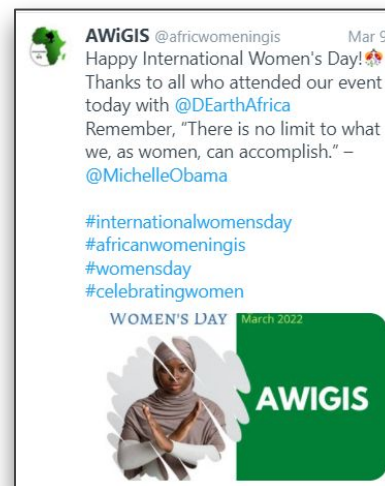 AWiGIS @africwomeningis Mar 9
Happy International Women's Day!🎊
Thanks to all who attended our event
today with @DEarthAfrica
Remember, “There is no limit to what
we, as women, can accomplish.” –
@MichelleObama
#internationalwomensday
#africanwomeningis
#womensday
#celebratingwomen
WOMEN'S DAY March 2022
AWIGIS